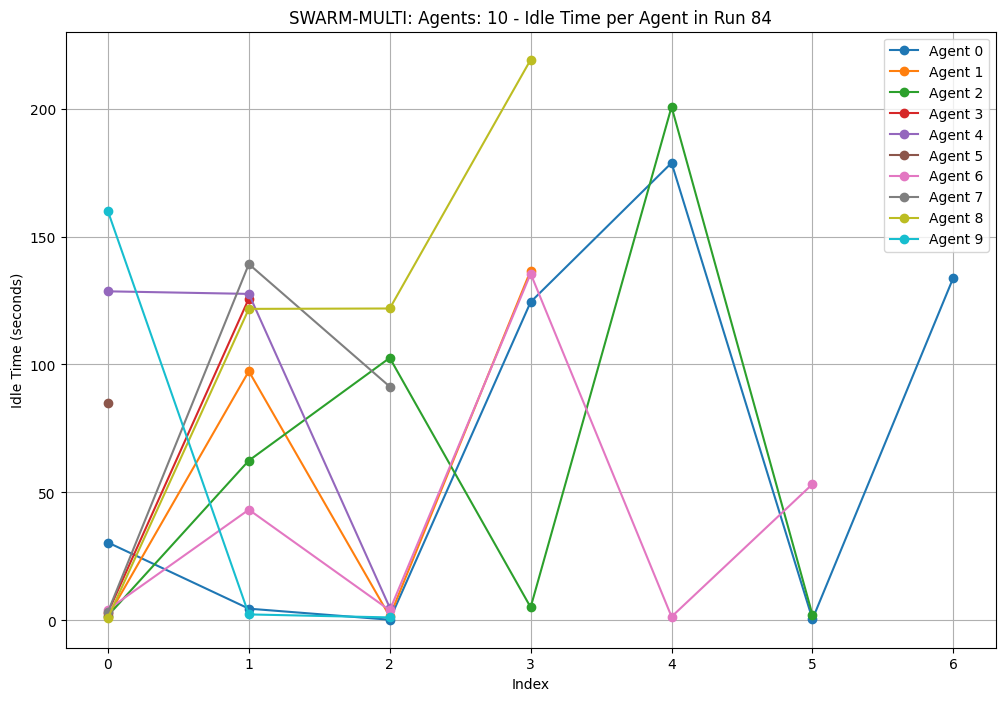 SWARM-MULTI: Agents: 10 - Idle Time per Agent in Run 84
Agent 0
Agent 1
Agent 2
Agent 3
Agent 4
Agent 5
Agent 6
Agent 7
Agent 8
Agent 9
Idle Time (seconds)
200
150
100
50
0
0 1 2 3 4 5 6
Index